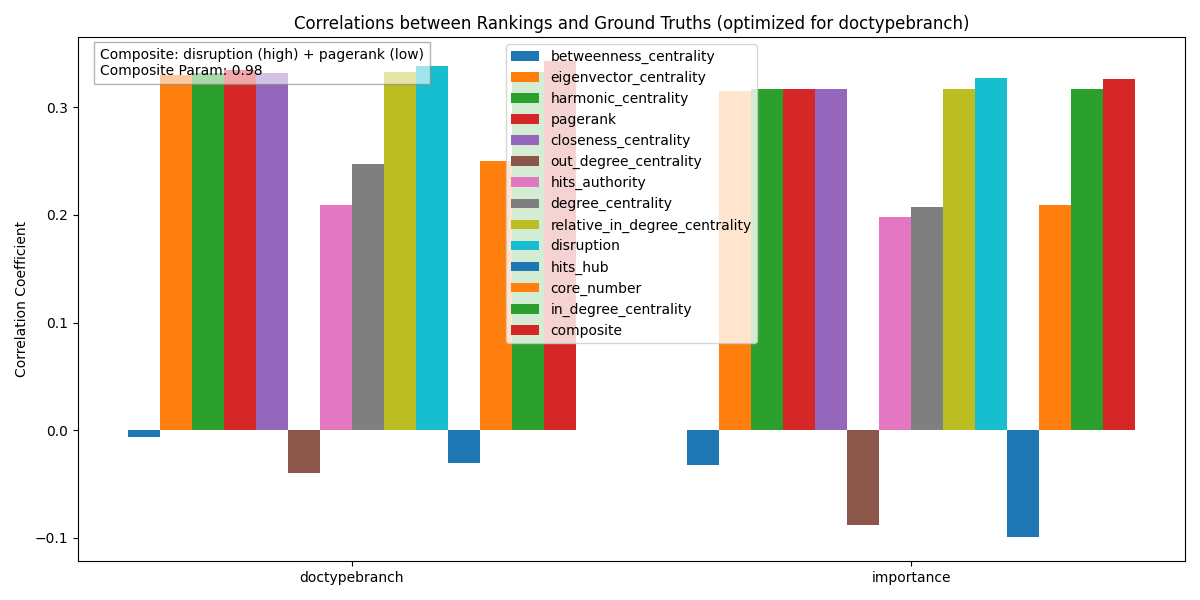 Correlations between Rankings and Ground Truths (optimized for doctypebranch)
Composite: disruption (high) + pagerank (low)
Composite Param: 0.98
betweenness_centrality
eigenvector_centrality
harmonic_centrality
pagerank
closeness_centrality
out_degree_centrality
hits_authority
degree_centrality
relative_in_degree_centrality
disruption
hits_hub
core_number
in_degree_centrality
composite
Correlation Coefficient
0.3
0.2
0.1
0.0
−0.1
doctypebranch
importance